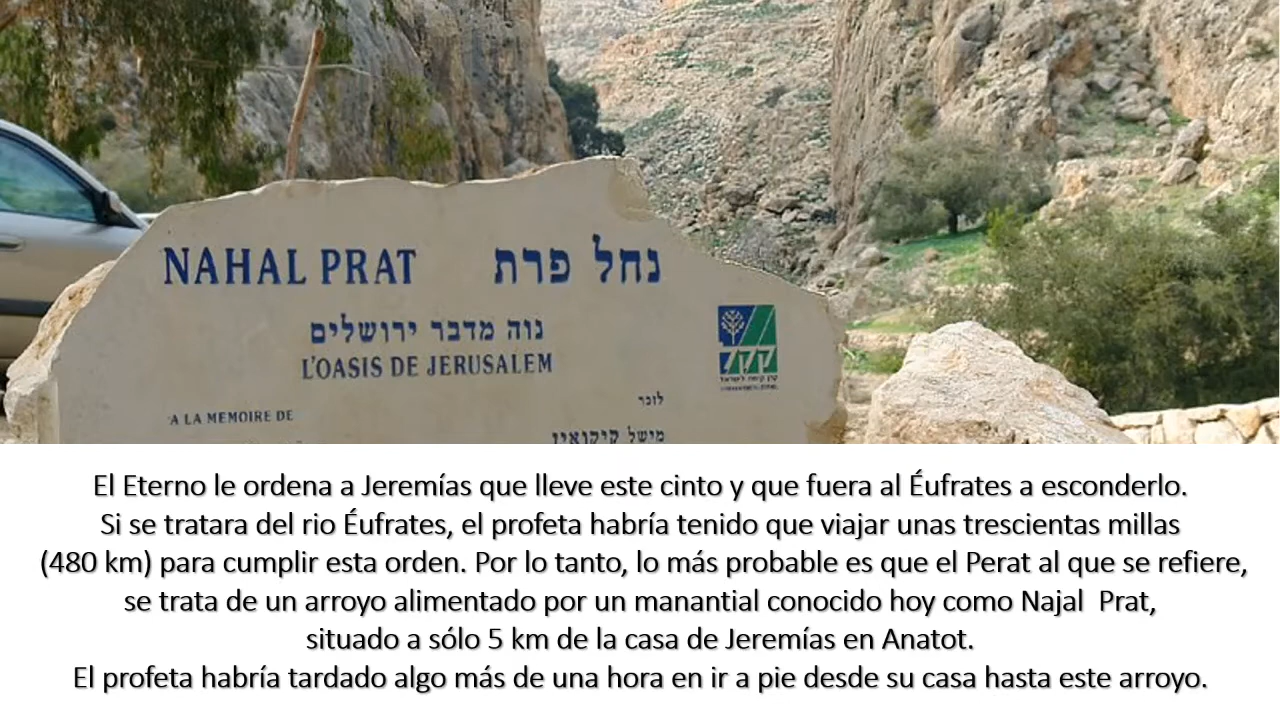 NAHAL PRAT נחל פרת
נוה מדבר ירושלים
L'OASIS DE JERUSALEM
קקל
קרן קימת לישראל
לזכר
A LA MEMOIRE DE
מישל קיקואין
El Eterno le ordena a Jeremías que lleve este cinto y que fuera al Éufrates a esconderlo.
Si se tratara del rio Éufrates, el profeta habría tenido que viajar unas trescientas millas
(480 km) para cumplir esta orden. Por lo tanto, lo más probable es que el Perat al que se refiere,
se trata de un arroyo alimentado por un manantial conocido hoy como Najal  Prat,
situado a sólo 5 km de la casa de Jeremías en Anatot.
El profeta habría tardado algo más de una hora en ir a pie desde su casa hasta este arroyo.